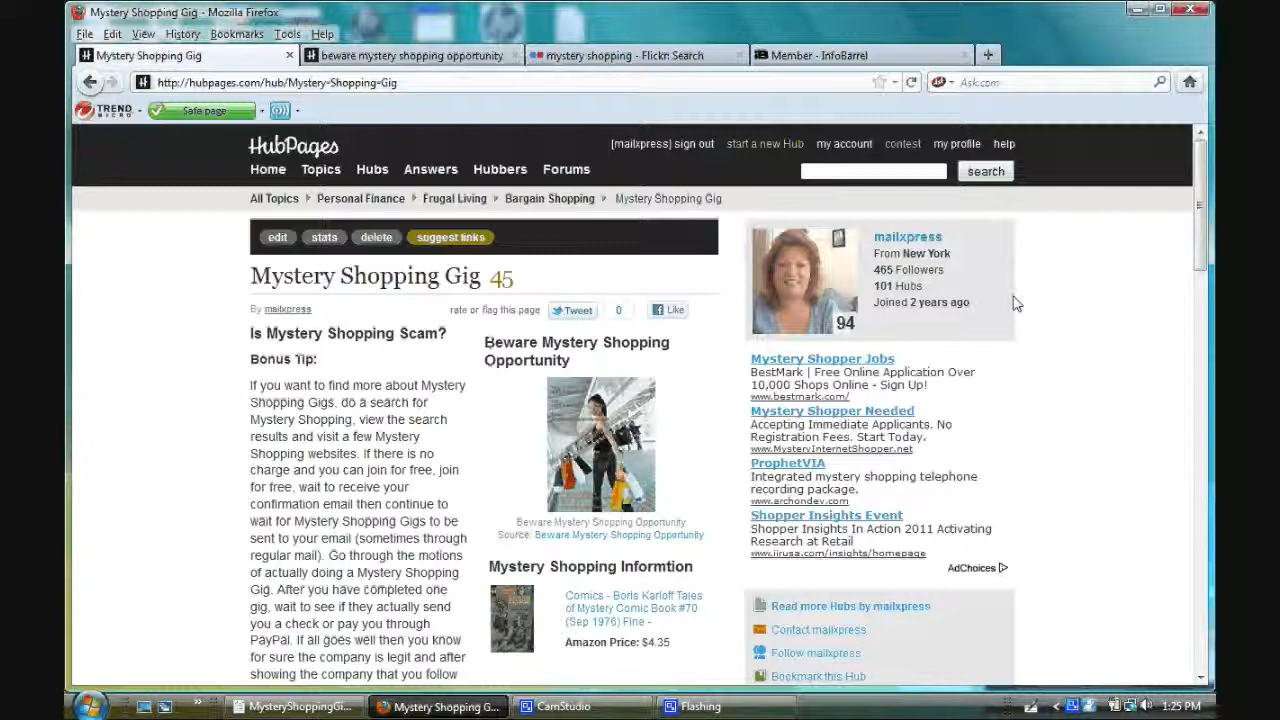 Mystery Shopping Gig - Mozilla Firefox
File Edit View History Bookmarks Tools Help
Mystery Shopping Gig
beware mystery shopping opportunity
mystery shopping - Flickr: Search
Member - InfoBarrel
http://hubpages.com/hub/Mystery-Shopping-Gig
Ask.com
TREND MICRO
Safe page
HubPages
[mailxpress] sign out start a new Hub my account contest my profile help
Home Topics Hubs Answers Hubbers Forums
search
All Topics Personal Finance Frugal Living Bargain Shopping Mystery Shopping Gig
edit stats delete suggest links
Mystery Shopping Gig 45
By mailxpress
rate or flag this page Tweet 0 Like
Is Mystery Shopping Scam?
Bonus Tip:
If you want to find more about Mystery
Shopping Gigs, do a search for
Mystery Shopping, view the search
results and visit a few Mystery
Shopping websites. If there is no
charge and you can join for free, join
for free, wait to receive your
confirmation email then continue to
wait for Mystery Shopping Gigs to be
sent to your email (sometimes through
regular mail). Go through the motions
of actually doing a Mystery Shopping
Gig. After you have completed one
gig, wait to see if they actually send
you a check or pay you through
PayPal. If all goes well then you know
for sure the company is legit and after
showing the company that you follow
Beware Mystery Shopping
Opportunity
Beware Mystery Shopping Opportunity
Source: Beware Mystery Shopping Opportunity
Mystery Shopping Informtion
Comics - Boris Karloff Tales
of Mystery Comic Book #70
(Sep 1976) Fine -
Amazon Price: $4.35
mailxpress
From New York
465 Followers
101 Hubs
Joined 2 years ago
94
Mystery Shopper Jobs
BestMark | Free Online Application Over
10,000 Shops Online - Sign Up!
www.bestmark.com/
Mystery Shopper Needed
Accepting Immediate Applicants. No
Registration Fees. Start Today.
www.MysteryInternetShopper.net
ProphetVIA
Integrated mystery shopping telephone
recording package.
www.archondev.com
Shopper Insights Event
Shopper Insights In Action 2011 Activating
Research at Retail
www.iirusa.com/insights/homepage
AdChoices
Read more Hubs by mailxpress
Contact mailxpress
Follow mailxpress
Bookmark this Hub
MysteryShoppingGi...
Mystery Shopping G...
CamStudio
Flashing
1:25 PM